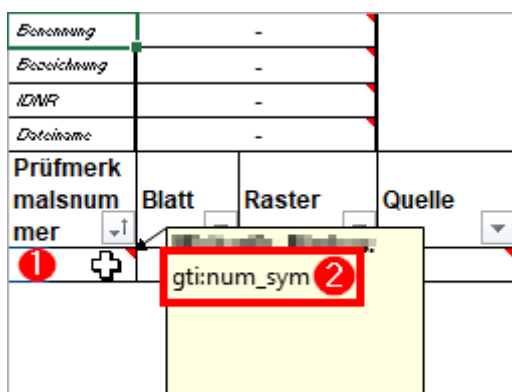 Benennung -
Bezeichnung -
IDNR -
Dateiname -
Prüfmerk
malsnum
mer Blatt Raster Quelle
1
gti:num_sym 2